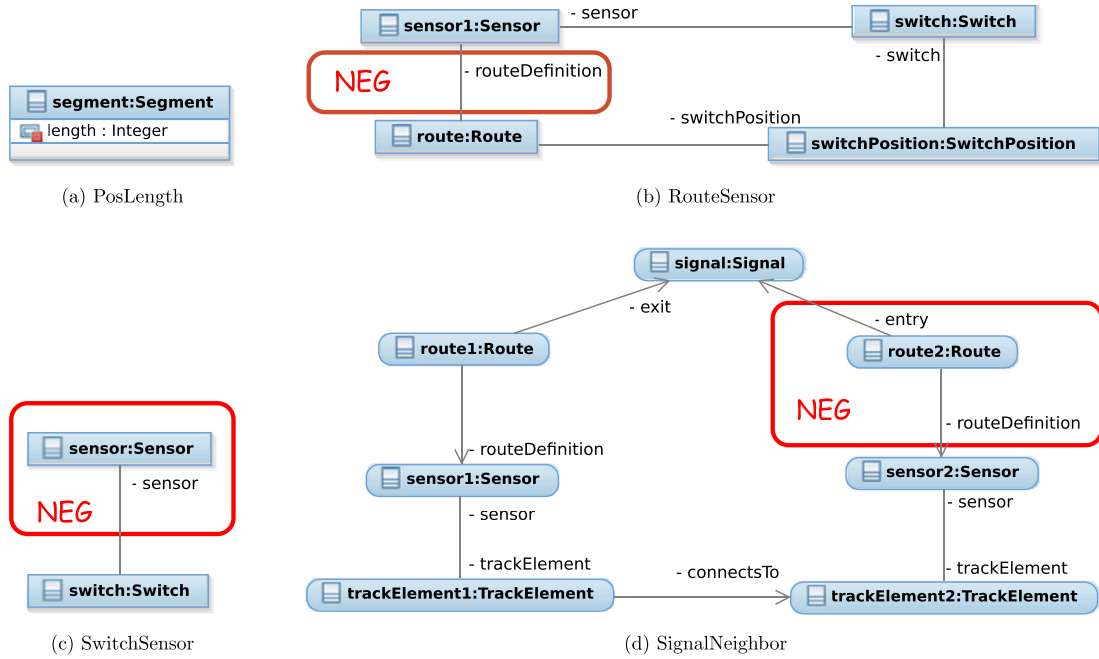 segment:Segment
length : Integer
(a) PosLength
sensor1:Sensor
- sensor
switch:Switch
NEG
- routeDefinition
- switch
route:Route
- switchPosition
switchPosition:SwitchPosition
(b) RouteSensor
sensor:Sensor
- sensor
NEG
switch:Switch
(c) SwitchSensor
signal:Signal
- exit
- entry
route1:Route
route2:Route
NEG
- routeDefinition
- routeDefinition
sensor1:Sensor
sensor2:Sensor
- sensor
- sensor
- trackElement
- trackElement
- connectsTo
trackElement1:TrackElement
trackElement2:TrackElement
(d) SignalNeighbor